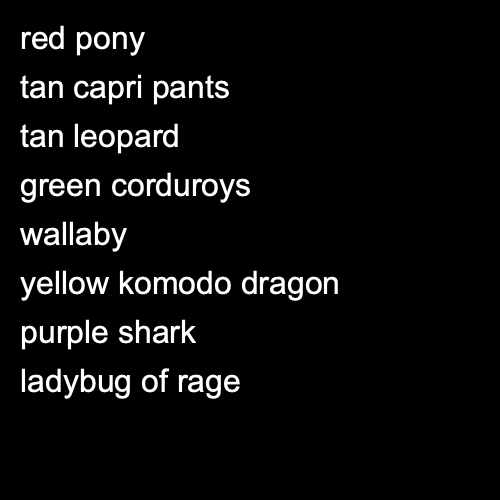 red pony
tan capri pants
tan leopard
green corduroys
wallaby
yellow komodo dragon
purple shark
ladybug of rage